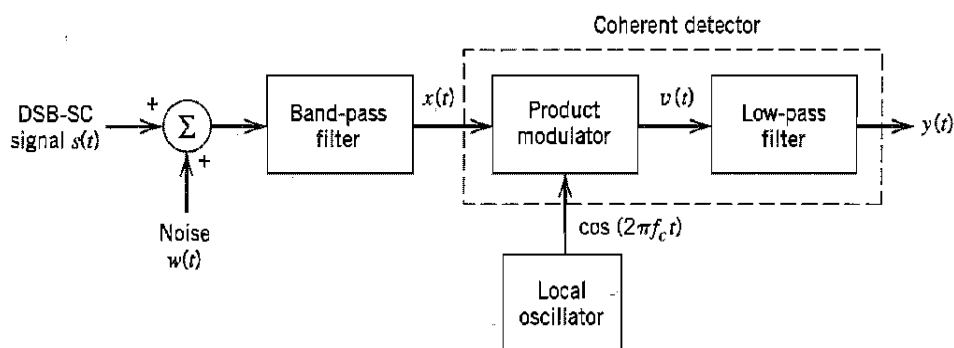 Coherent detector
DSB-SC
signal s(t)
+
Σ
+
Noise
w(t)
Band-pass
filter
x(t)
Product
modulator
v(t)
Low-pass
filter
y(t)
cos (2πf_c t)
Local
oscillator